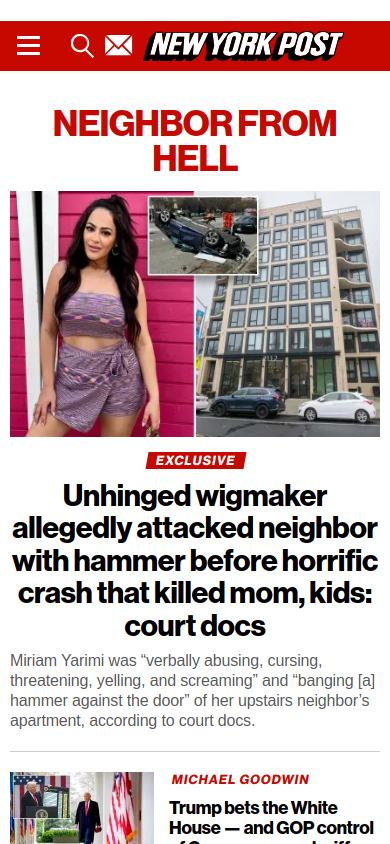 NEW YORK POST
NEIGHBOR FROM
HELL
EXCLUSIVE
Unhinged wigmaker
allegedly attacked neighbor
with hammer before horrific
crash that killed mom, kids:
court docs
Miriam Yarimi was “verbally abusing, cursing,
threatening, yelling, and screaming” and “banging [a]
hammer against the door” of her upstairs neighbor’s
apartment, according to court docs.
MICHAEL GOODWIN
Trump bets the White
House — and GOP control